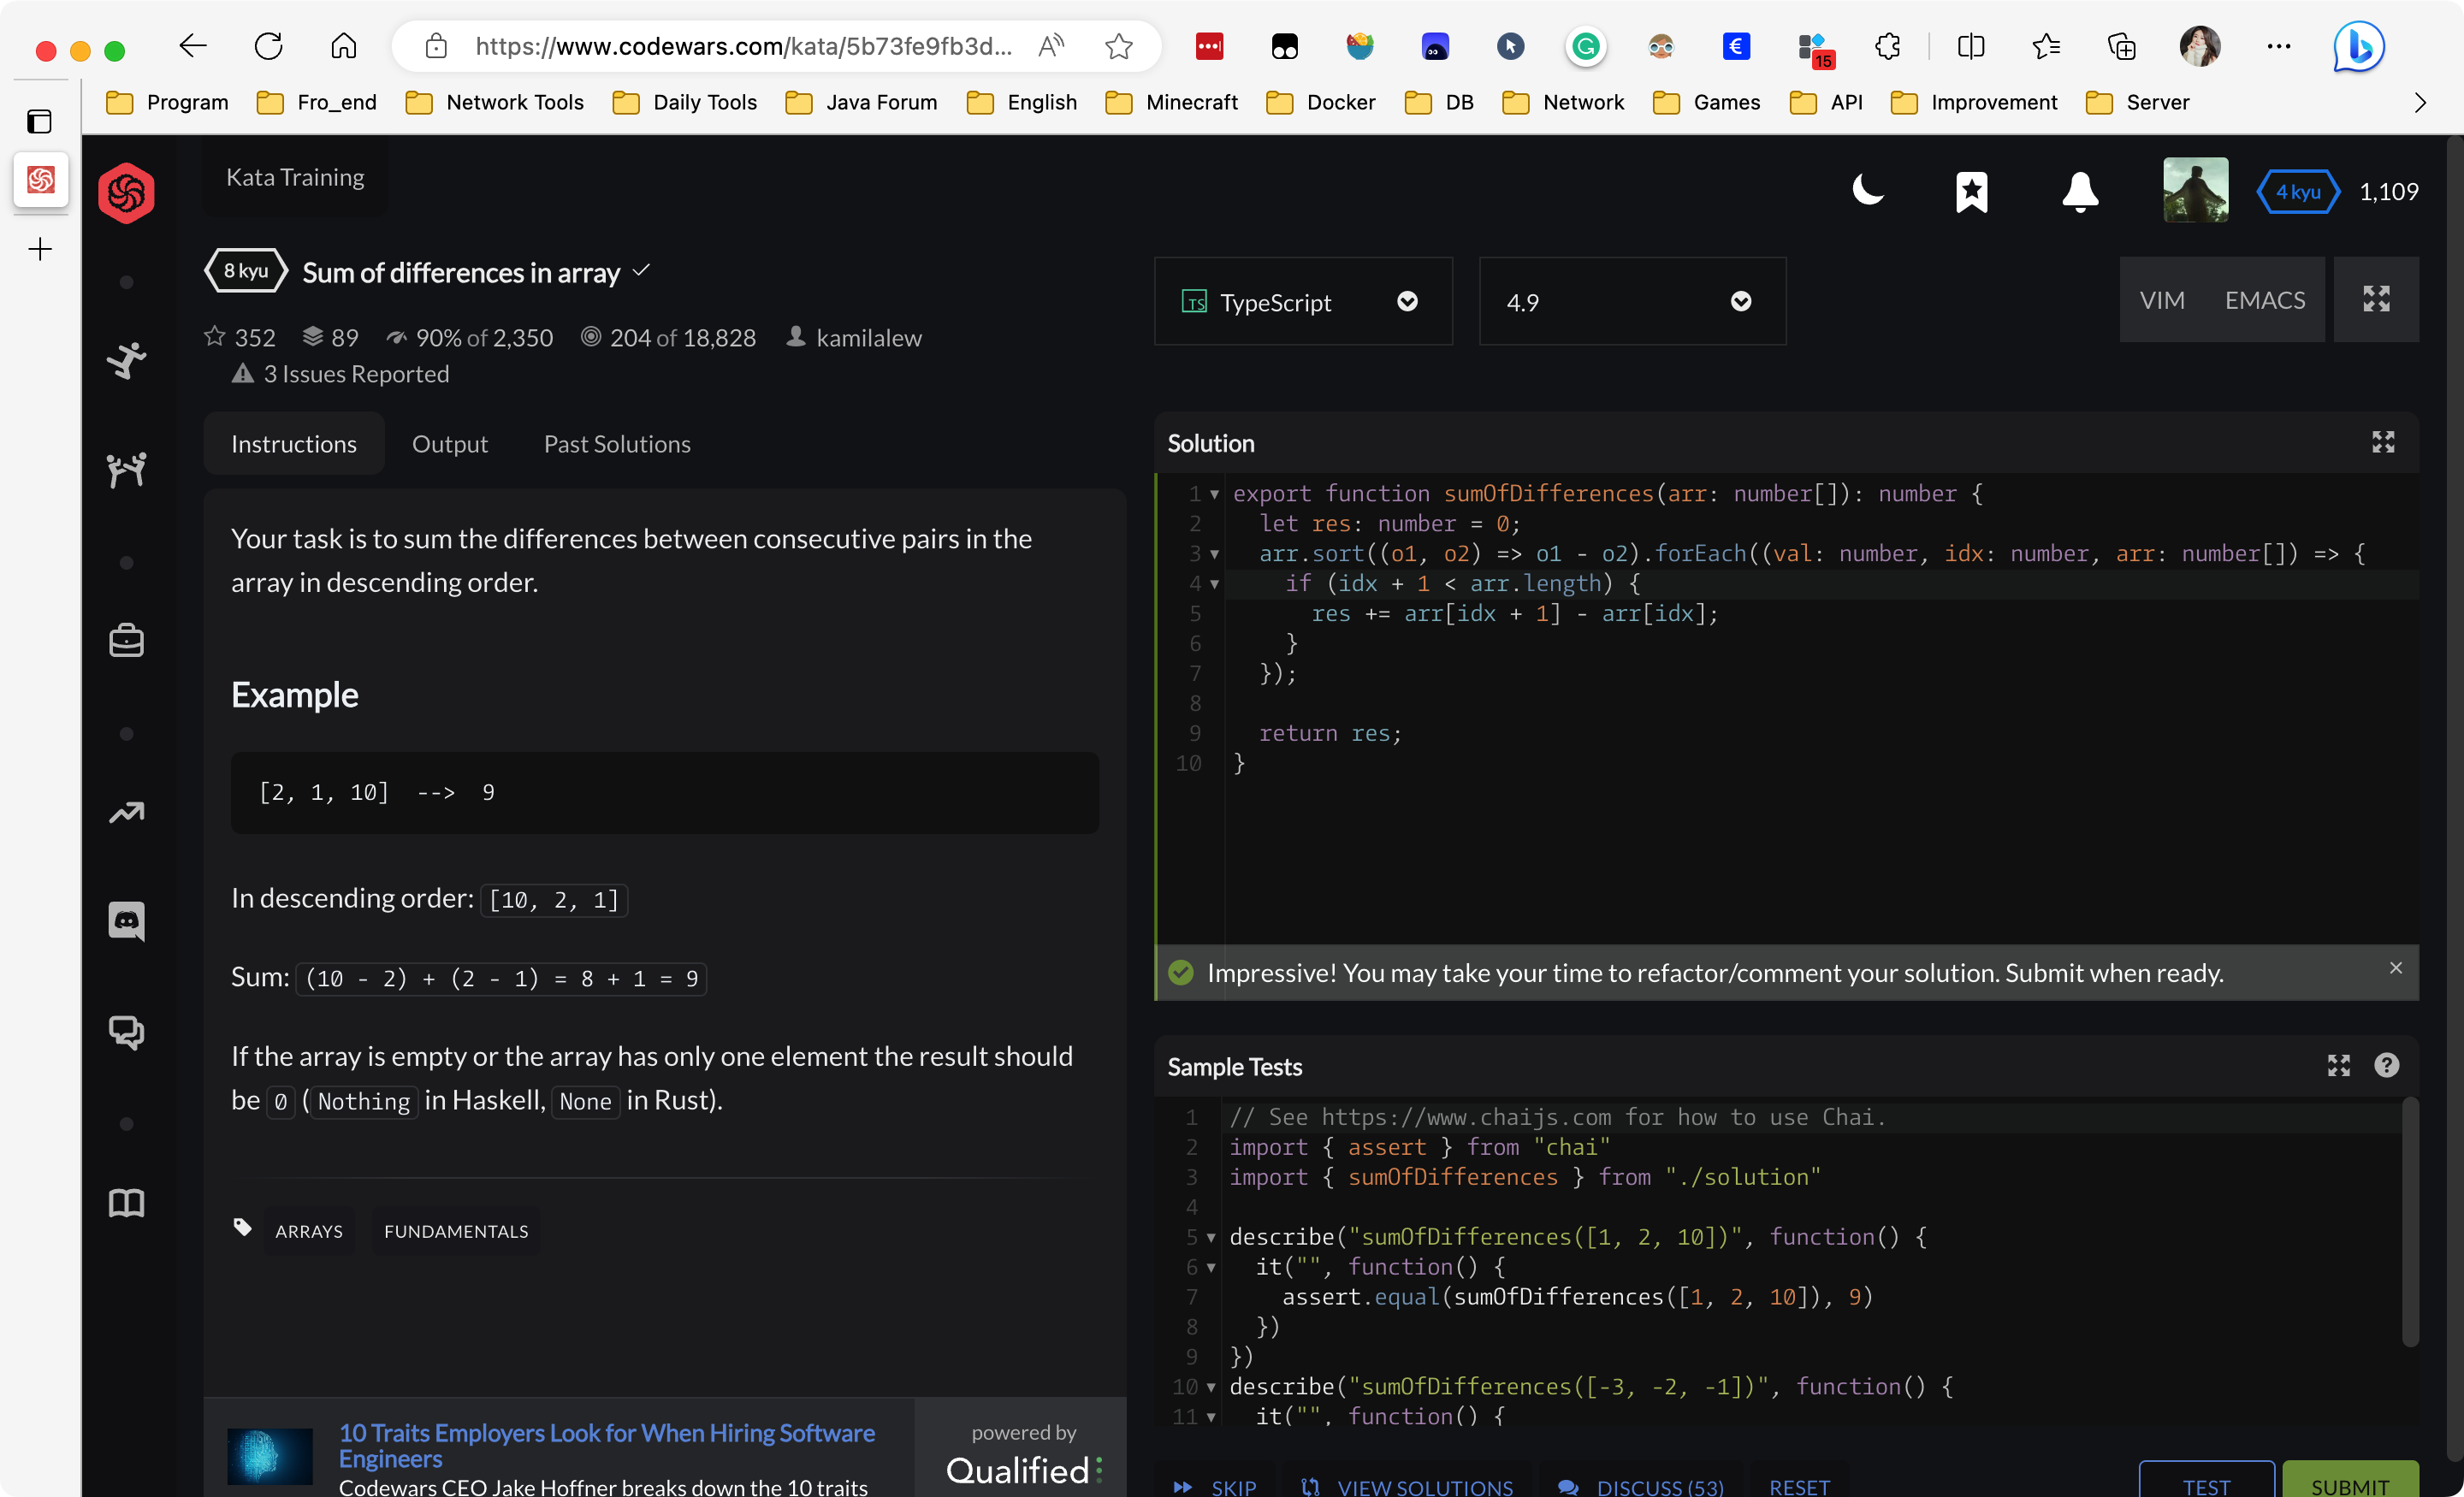 https://www.codewars.com/kata/5b73fe9fb3d...
15
Program
Fro_end
Network Tools
Daily Tools
Java Forum
English
Minecraft
Docker
DB
Network
Games
API
Improvement
Server
Kata Training
4 kyu
1,109
8 kyu
Sum of differences in array
352
89
90% of 2,350
204 of 18,828
kamilalew
3 Issues Reported
Instructions
Output
Past Solutions
Your task is to sum the differences between consecutive pairs in the
array in descending order.
Example
[2, 1, 10]  -->  9
In descending order: [10, 2, 1]
Sum: (10 - 2) + (2 - 1) = 8 + 1 = 9
If the array is empty or the array has only one element the result should
be 0 (Nothing in Haskell, None in Rust).
ARRAYS
FUNDAMENTALS
10 Traits Employers Look for When Hiring Software
Engineers
Codewars CEO Jake Hoffner breaks down the 10 traits
powered by
Qualified
TS TypeScript
4.9
VIM
EMACS
Solution
1 export function sumOfDifferences(arr: number[]): number {
2   let res: number = 0;
3   arr.sort((o1, o2) => o1 - o2).forEach((val: number, idx: number, arr: number[]) => {
4     if (idx + 1 < arr.length) {
5       res += arr[idx + 1] - arr[idx];
6     }
7   });
8
9   return res;
10 }
Impressive! You may take your time to refactor/comment your solution. Submit when ready.
Sample Tests
1 // See https://www.chaijs.com for how to use Chai.
2 import { assert } from "chai"
3 import { sumOfDifferences } from "./solution"
4
5 describe("sumOfDifferences([1, 2, 10])", function() {
6   it("", function() {
7     assert.equal(sumOfDifferences([1, 2, 10]), 9)
8   })
9 })
10 describe("sumOfDifferences([-3, -2, -1])", function() {
11   it("", function() {
SKIP
VIEW SOLUTIONS
DISCUSS (53)
RESET
TEST
SUBMIT